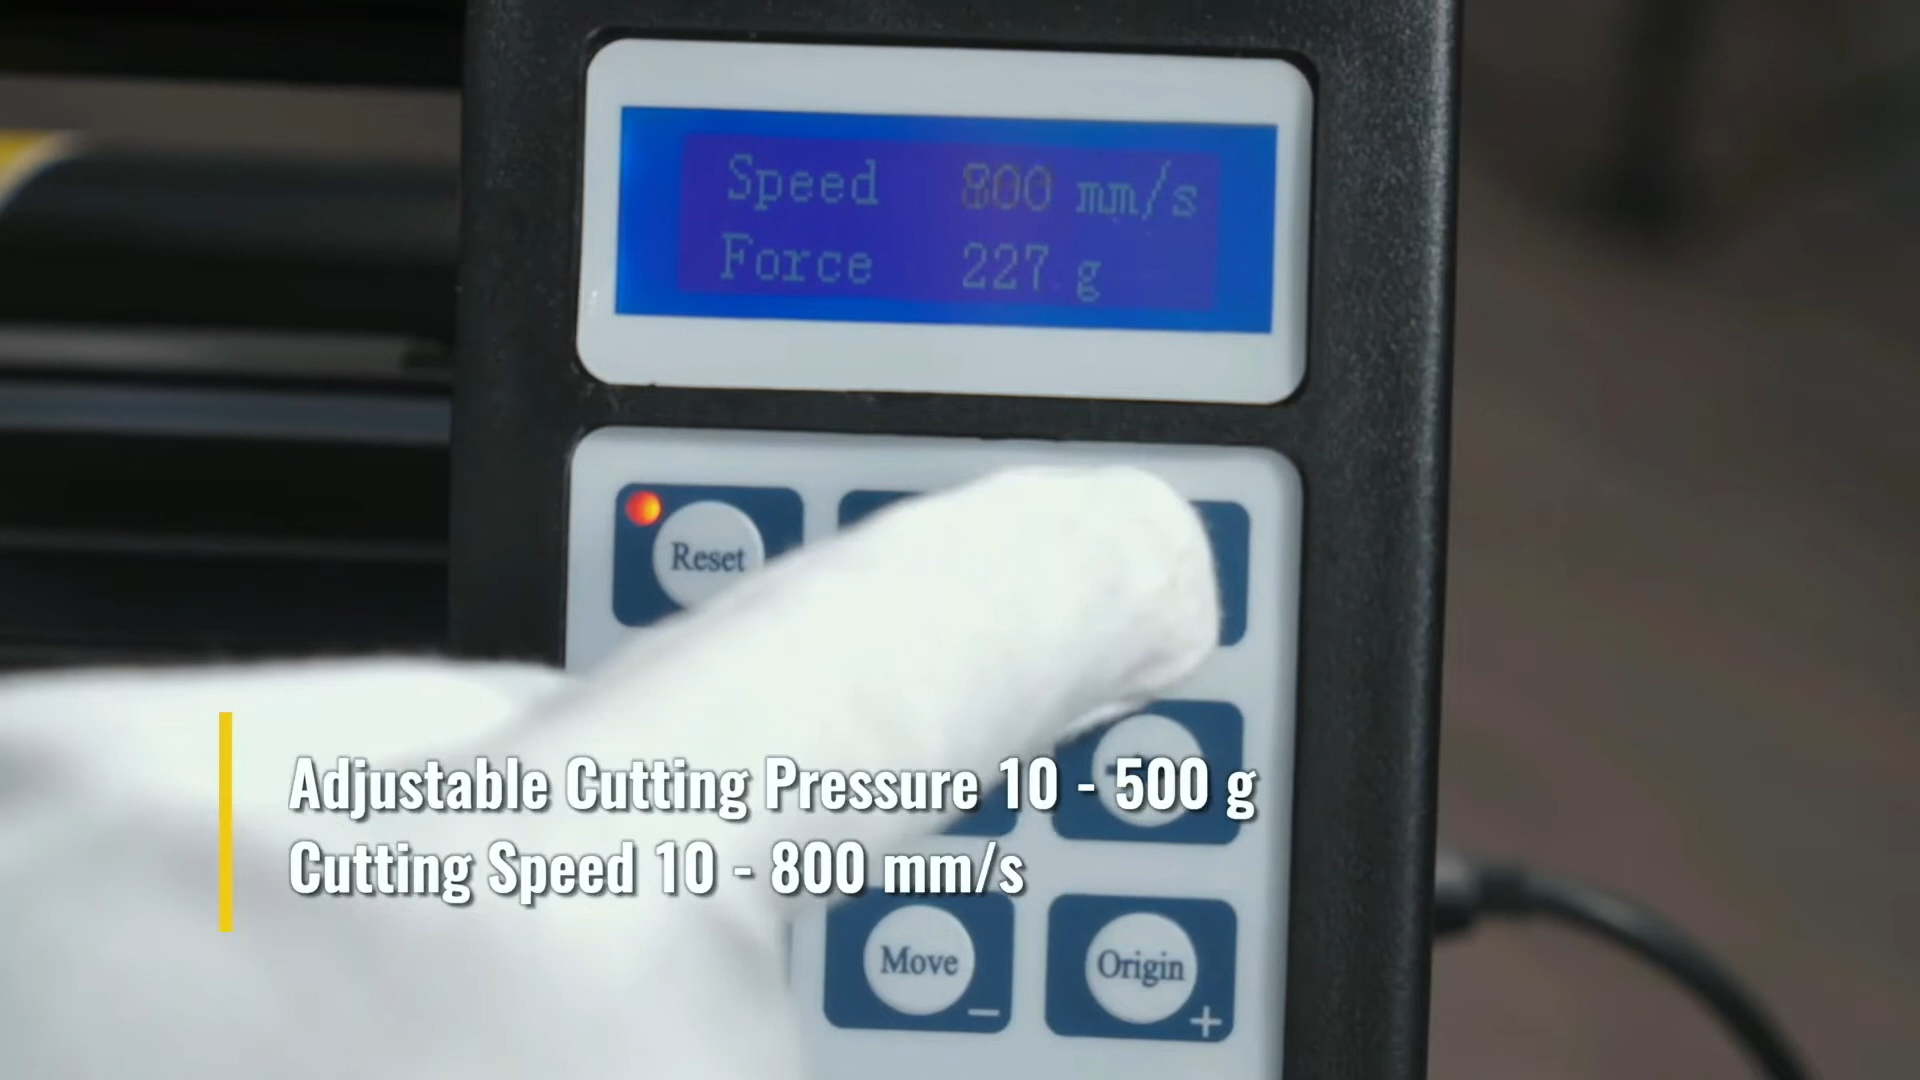 Speed 800 mm/s
Force 227 g
Reset
Adjustable Cutting Pressure 10 - 500 g
Cutting Speed 10 - 800 mm/s
Move
−
Origin
+